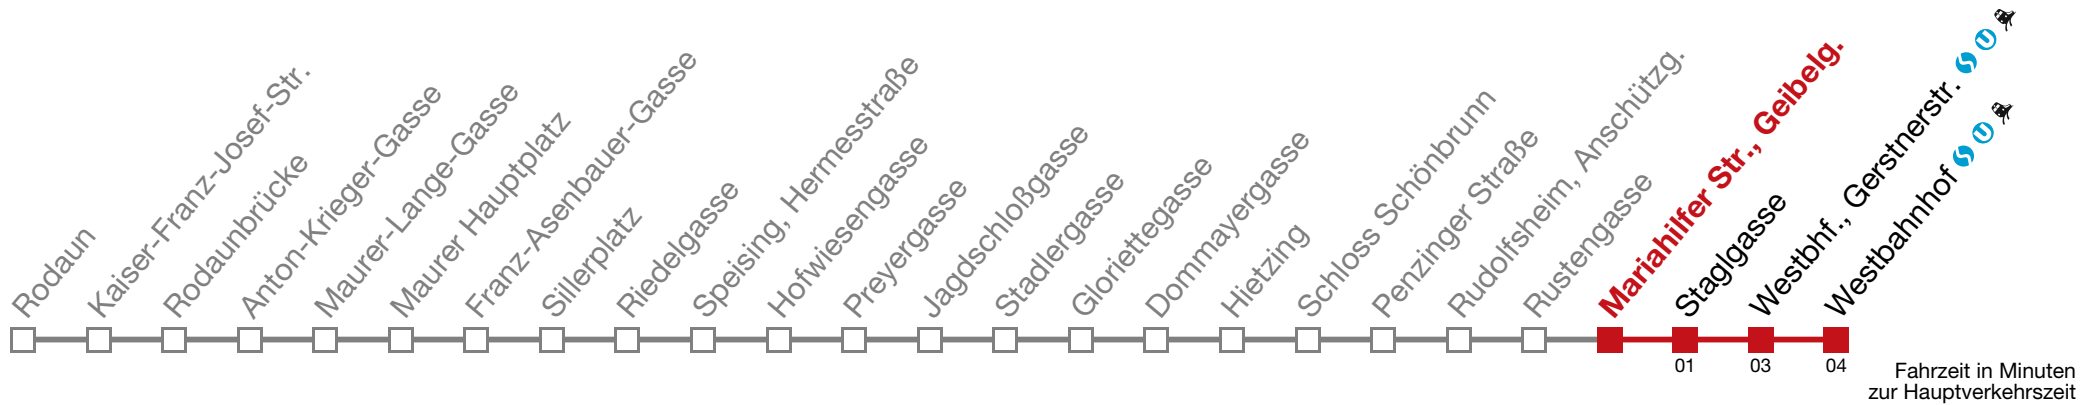 Rodaun
Kaiser-Franz-Josef-Str.
Rodaunbrücke
Anton-Krieger-Gasse
Maurer-Lange-Gasse
Maurer Hauptplatz
Franz-Asenbauer-Gasse
Sillerplatz
Riedelgasse
Speising, Hermesstraße
Hofwiesengasse
Preyergasse
Jagdschloßgasse
Stadlergasse
Gloriettegasse
Dommayergasse
Hietzing
Schloss Schönbrunn
Penzinger Straße
Rudolfsheim, Anschützg.
Rustengasse
Mariahilfer Str., Geibelg.
Staglgasse
Westbhf., Gerstnerstr. S U
Westbahnhof S U
01 03 04
Fahrzeit in Minuten
zur Hauptverkehrszeit